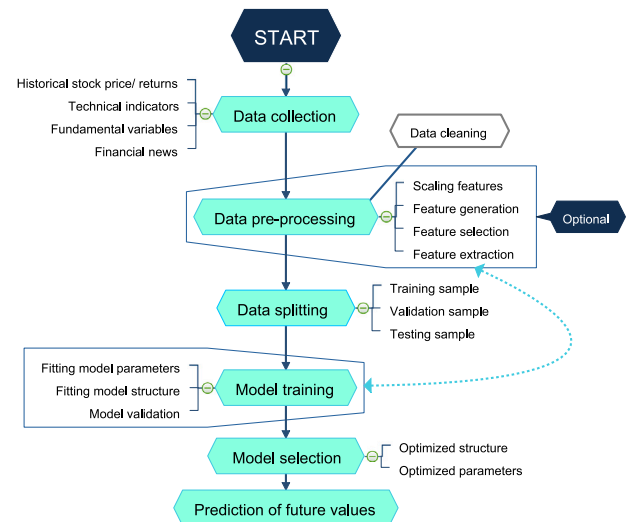 START
Historical stock price/ returns
Technical indicators
Fundamental variables
Financial news
Data collection
Data cleaning
Data pre-processing
Scaling features
Feature generation
Feature selection
Feature extraction
Optional
Data splitting
Training sample
Validation sample
Testing sample
Fitting model parameters
Fitting model structure
Model validation
Model training
Model selection
Optimized structure
Optimized parameters
Prediction of future values